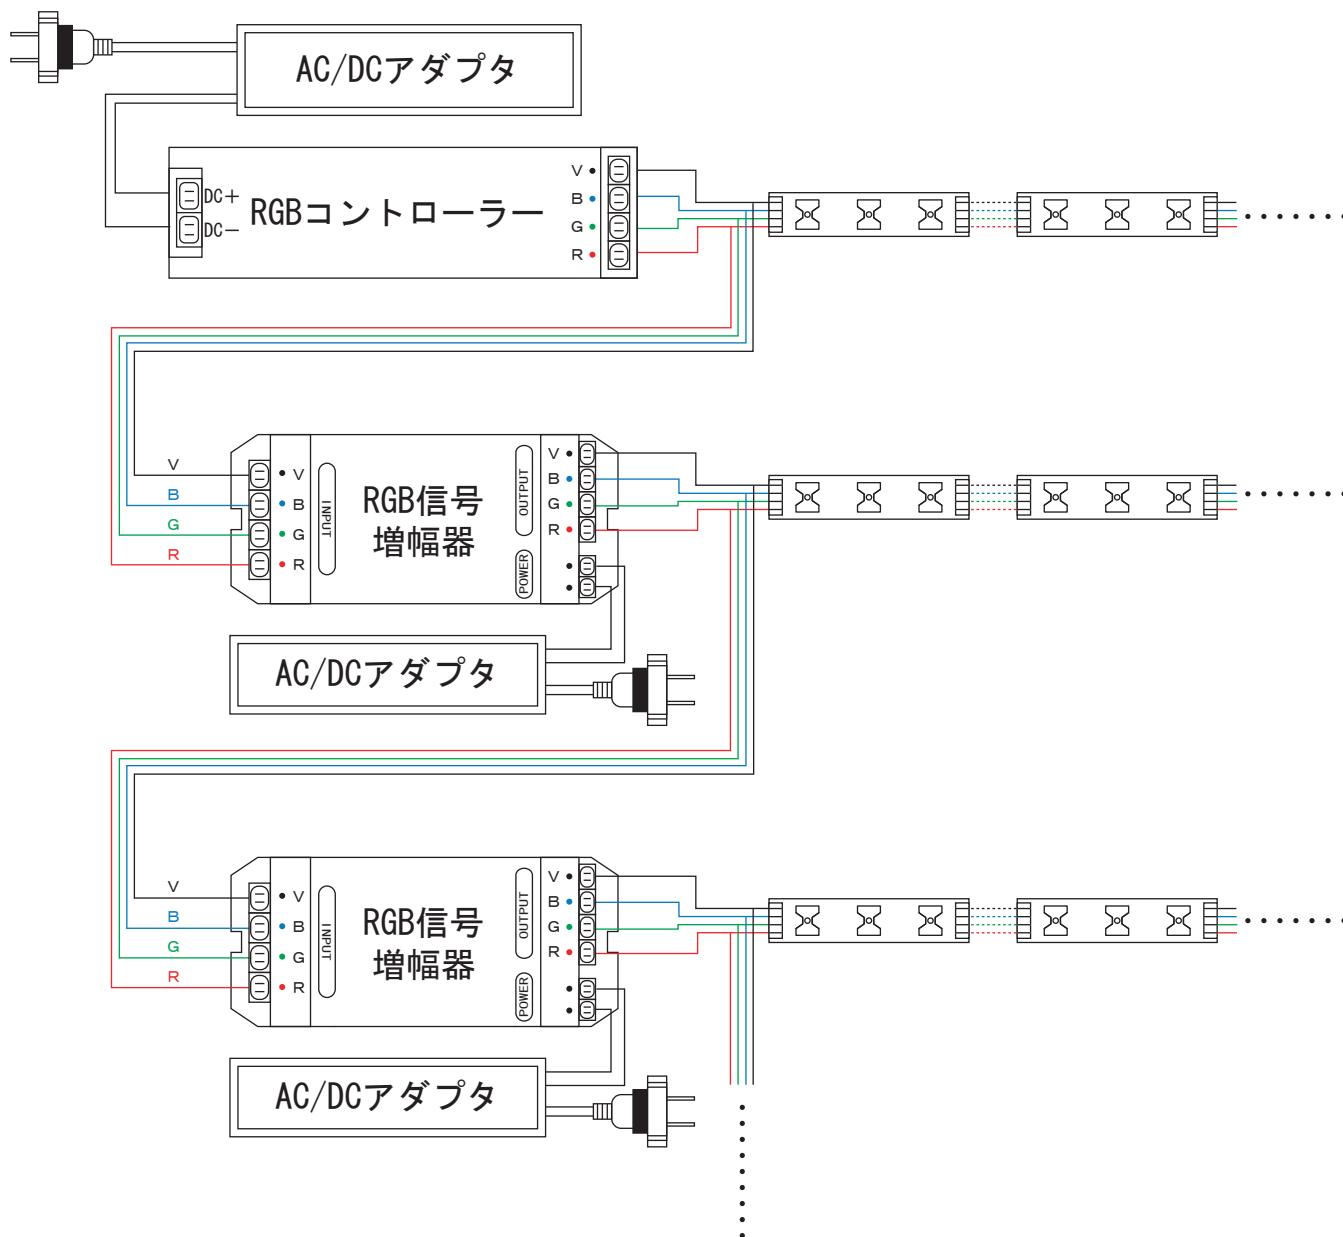 AC/DCアダプタ
DC+
DC−
RGBコントローラー
V
B
G
R
V
B
G
R
V
B
G
R
INPUT
RGB信号
増幅器
OUTPUT
POWER
V
B
G
R
AC/DCアダプタ
V
B
G
R
V
B
G
R
INPUT
RGB信号
増幅器
OUTPUT
POWER
V
B
G
R
AC/DCアダプタ